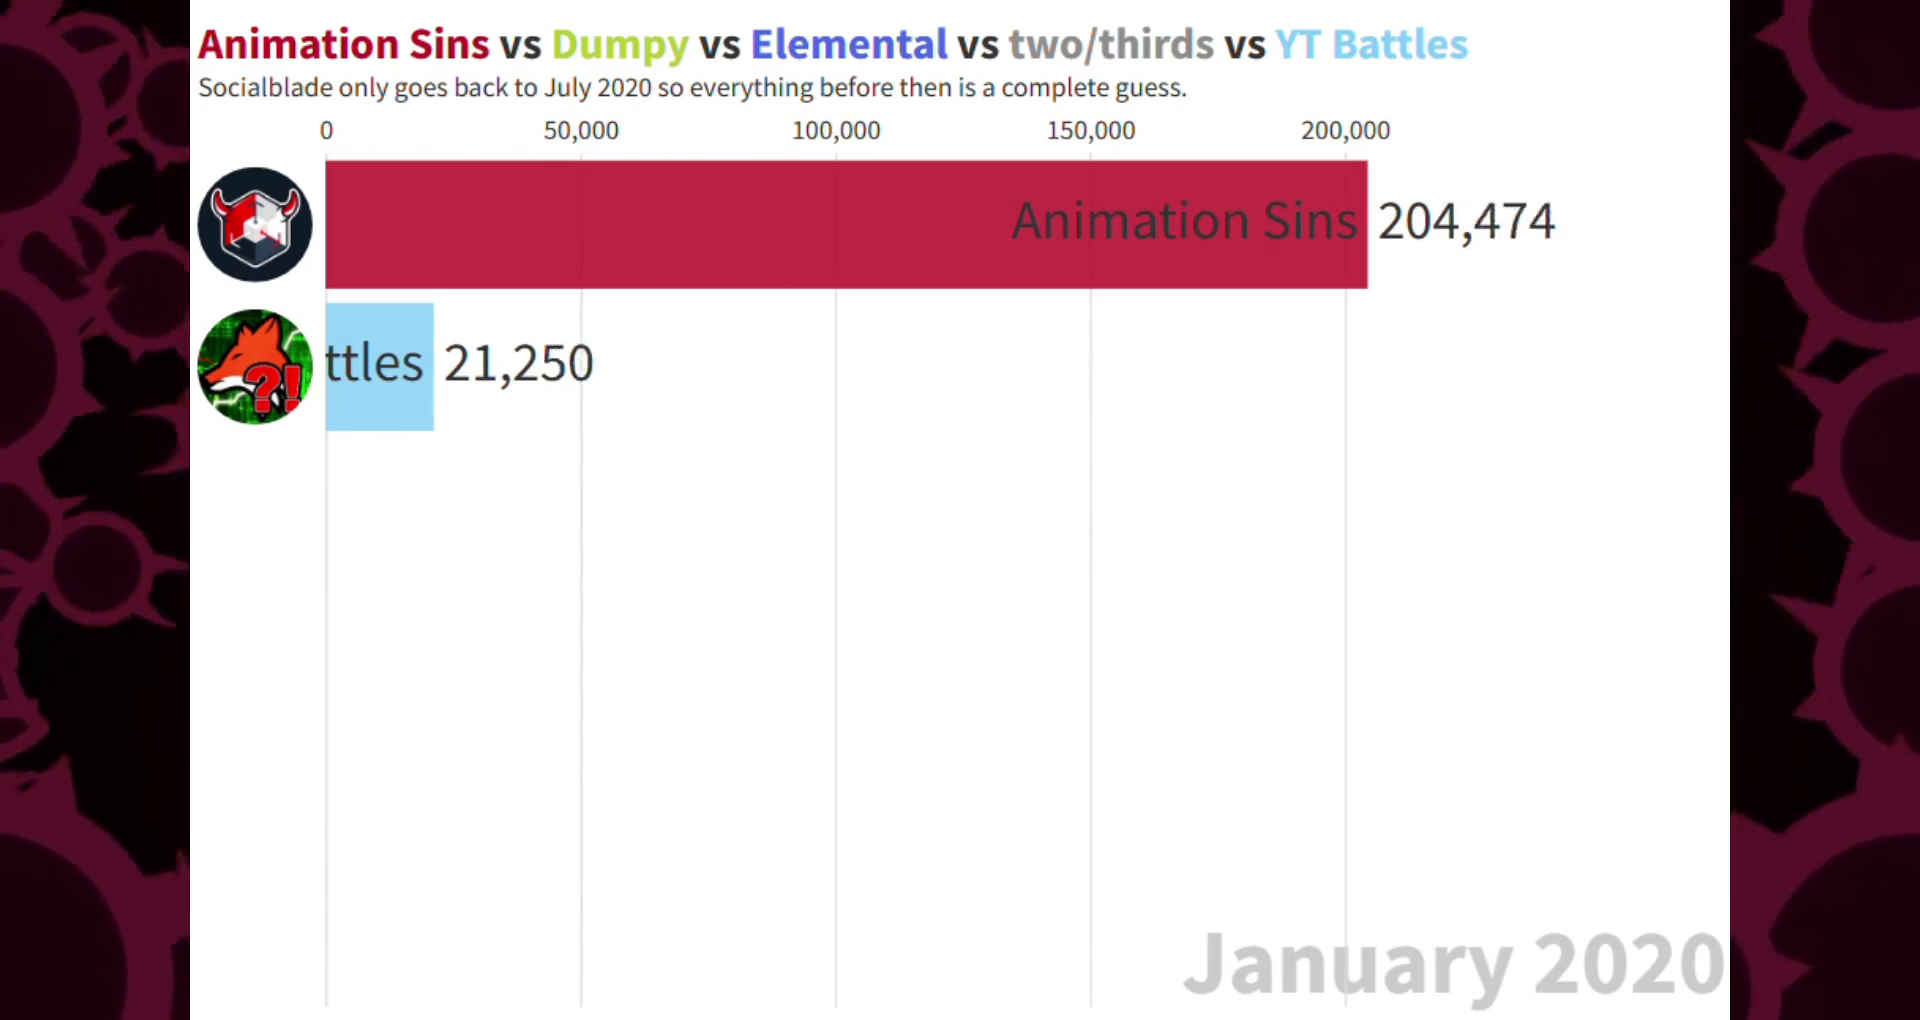 Animation Sins vs Dumpy vs Elemental vs two/thirds vs YT Battles
Socialblade only goes back to July 2020 so everything before then is a complete guess.
0 50,000 100,000 150,000 200,000
Animation Sins 204,474
?!
ttles 21,250
January 2020